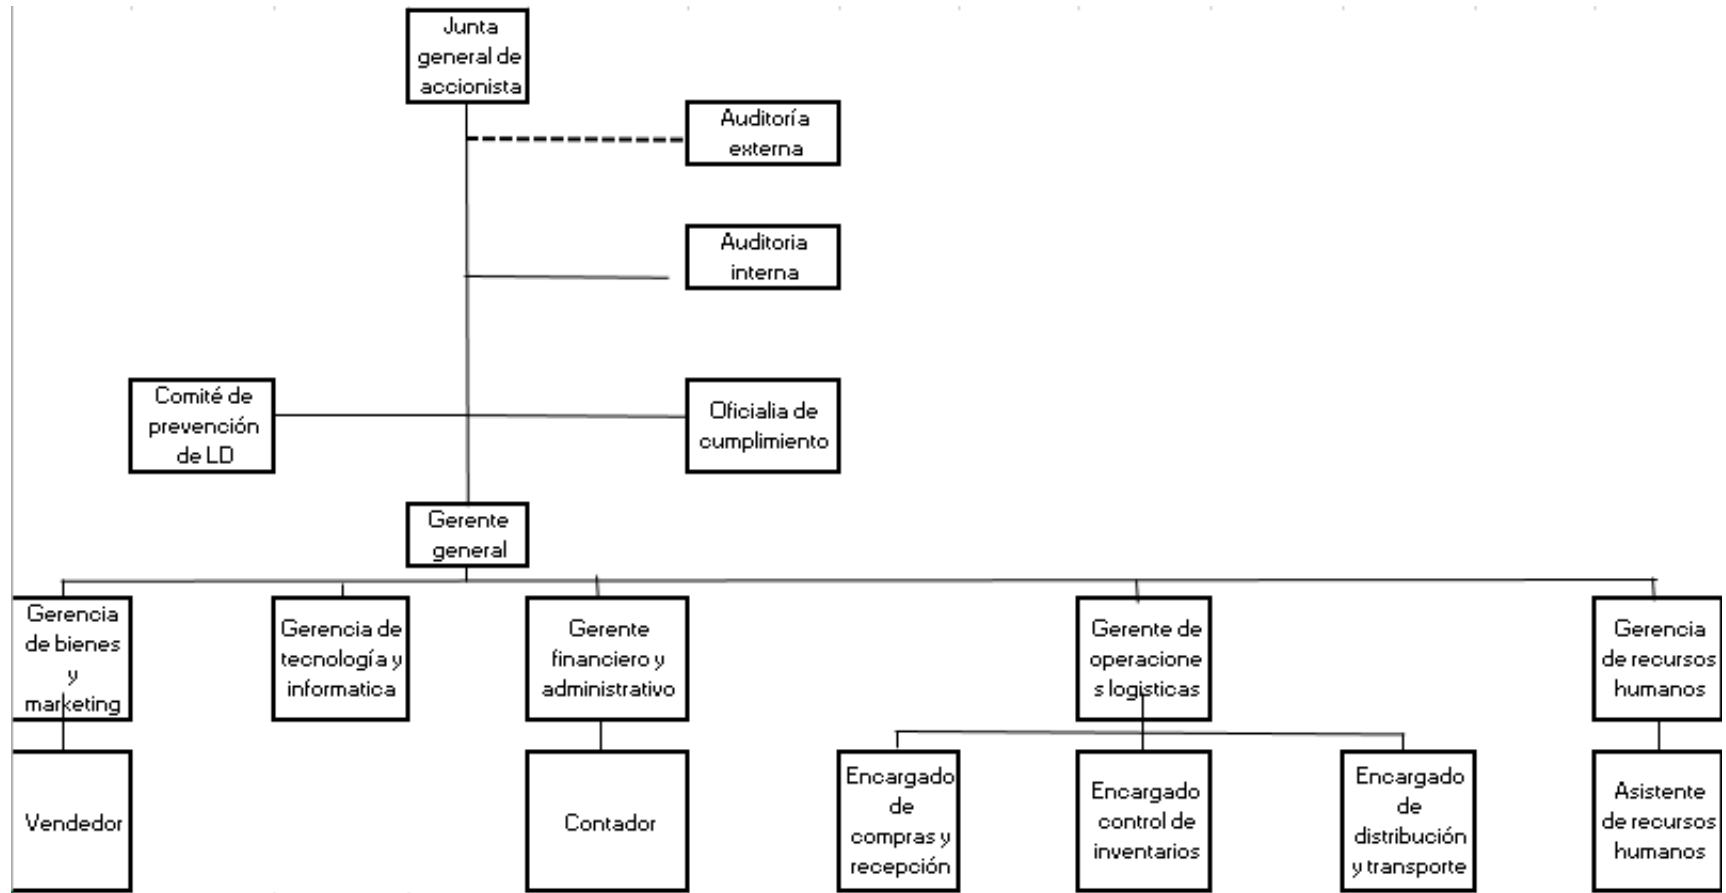 Junta
general de
accionista
Auditoría
externa
Auditoria
interna
Comité de
prevención
de LD
Oficialia de
cumplimiento
Gerente
general
Gerencia
de bienes
y
marketing
Gerencia de
tecnología y
informatica
Gerente
financiero y
administrativo
Gerente de
operacione
s logisticas
Gerencia
de recursos
humanos
Vendedor
Contador
Encargado
de
compras y
recepción
Encargado
control de
inventarios
Encargado
de
distribución
y transporte
Asistente
de recursos
humanos